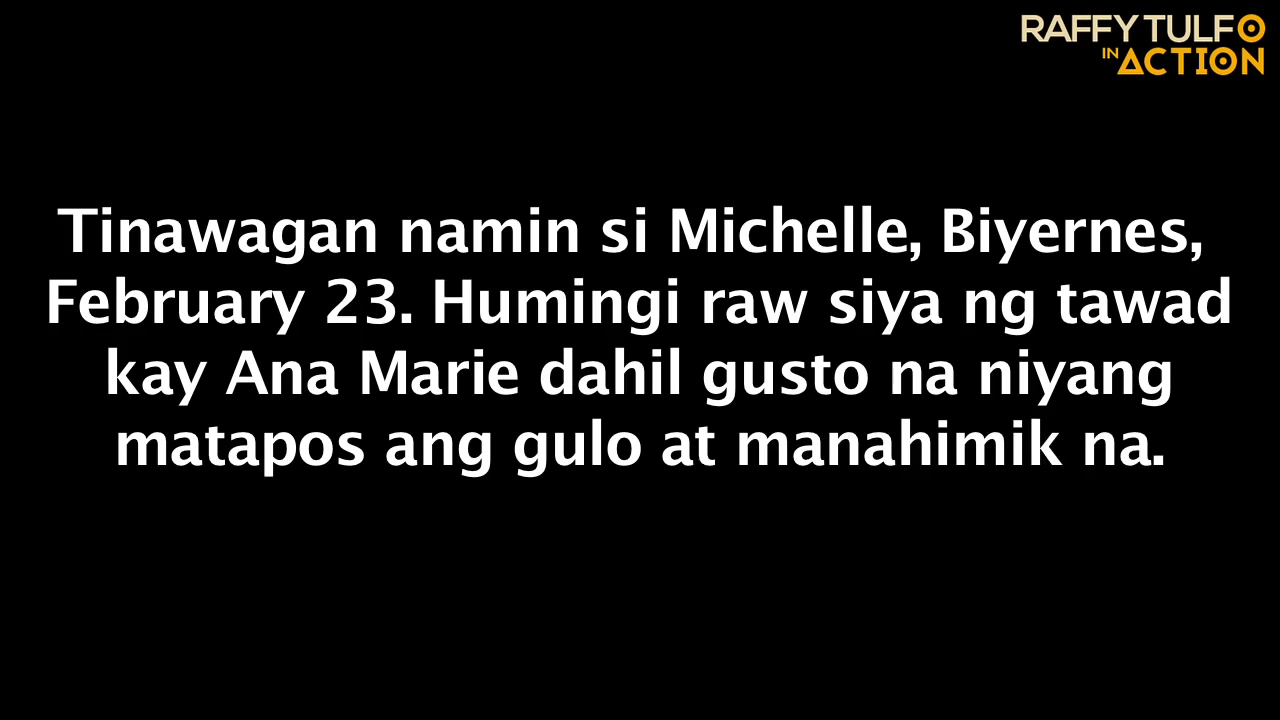 RAFFY TULFO
IN ACTION
Tinawagan namin si Michelle, Biyernes,
February 23. Humingi raw siya ng tawad
kay Ana Marie dahil gusto na niyang
matapos ang gulo at manahimik na.